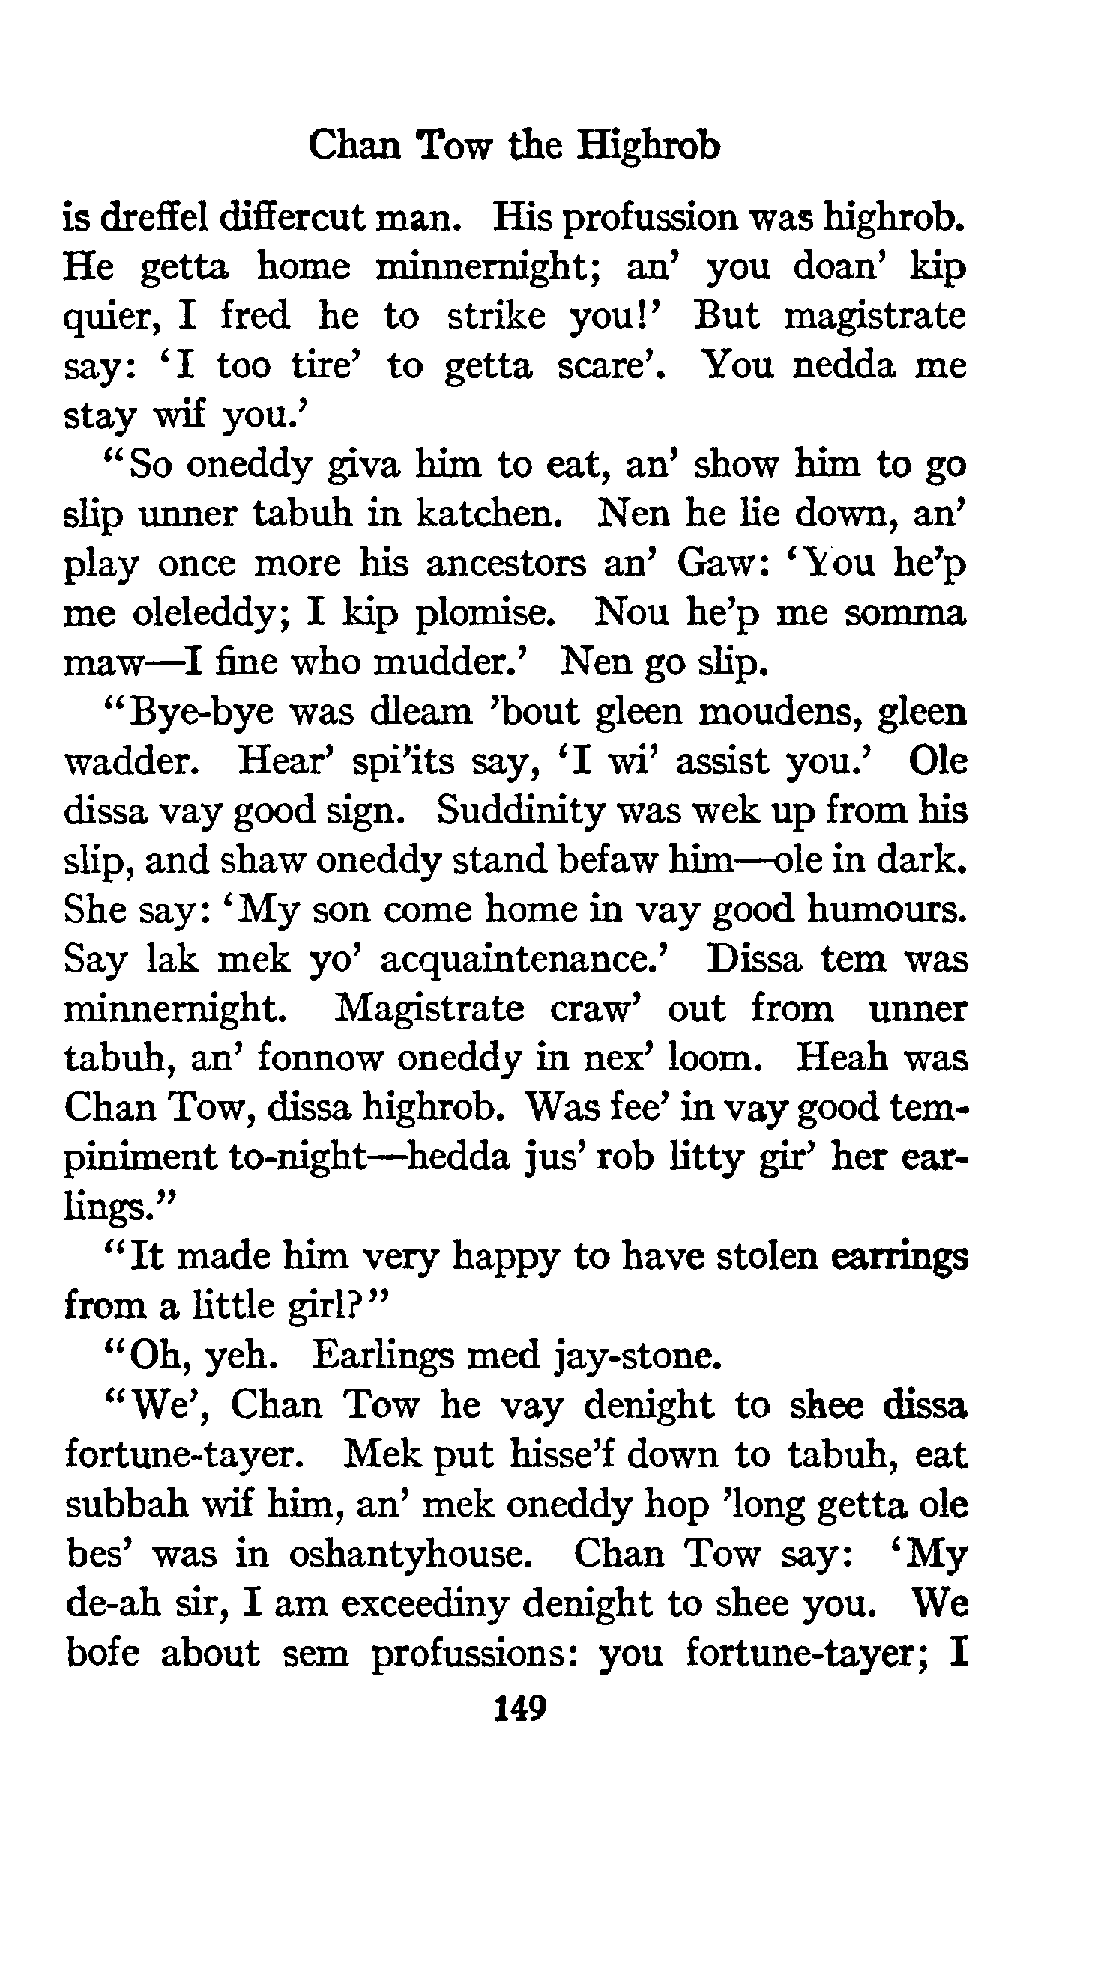 Chan Tow the Highrob
is dreffel differcut man. His profussion was highrob.
He getta home minnernight; an' you doan' kip
quier, I fred he to strike you!' But magistrate
say: 'I too tire' to getta scare'. You nedda me
stay wif you.'
"So oneddy giva him to eat, an' show him to go
slip unner tabuh in katchen. Nen he lie down, an'
play once more his ancestors an' Gaw: 'You he'p
me oleleddy; I kip plomise. Nou he'p me somma
maw—I fine who mudder.' Nen go slip.
"Bye-bye was dleam 'bout gleen moudens, gleen
wadder. Hear' spi'its say, 'I wi' assist you.' Ole
dissa vay good sign. Suddinity was wek up from his
slip, and shaw oneddy stand befaw him—ole in dark.
She say: 'My son come home in vay good humours.
Say lak mek yo' acquaintenance.' Dissa tem was
minnernight. Magistrate craw' out from unner
tabuh, an' fonnow oneddy in nex' loom. Heah was
Chan Tow, dissa highrob. Was fee' in vay good tem-
piniment to-night—hedda jus' rob litty gir' her ear-
lings."
"It made him very happy to have stolen earrings
from a little girl?"
"Oh, yeh. Earlings med jay-stone.
"We', Chan Tow he vay denight to shee dissa
fortune-tayer. Mek put hisse'f down to tabuh, eat
subbah wif him, an' mek oneddy hop 'long getta ole
bes' was in oshantyhouse. Chan Tow say: 'My
de-ah sir, I am exceediny denight to shee you. We
bofe about sem profussions: you fortune-tayer; I
149